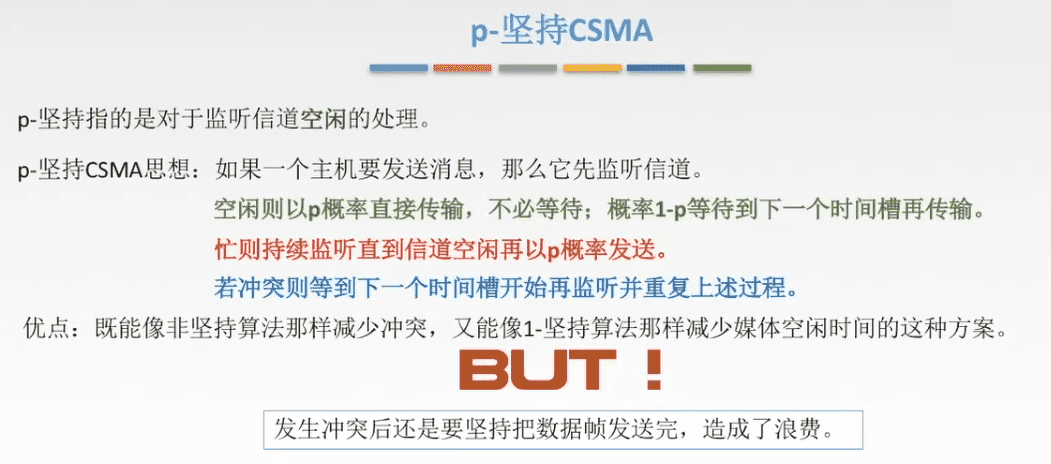 p-坚持CSMA
p-坚持指的是对于监听信道空闲的处理。
p-坚持CSMA思想：如果一个主机要发送消息，那么它先监听信道。
空闲则以p概率直接传输，不必等待；概率1-p等待到下一个时间槽再传输。
忙则持续监听直到信道空闲再以p概率发送。
若冲突则等到下一个时间槽开始再监听并重复上述过程。
优点：既能像非坚持算法那样减少冲突，又能像1-坚持算法那样减少媒体空闲时间的这种方案。
BUT！
发生冲突后还是要坚持把数据帧发送完，造成了浪费。